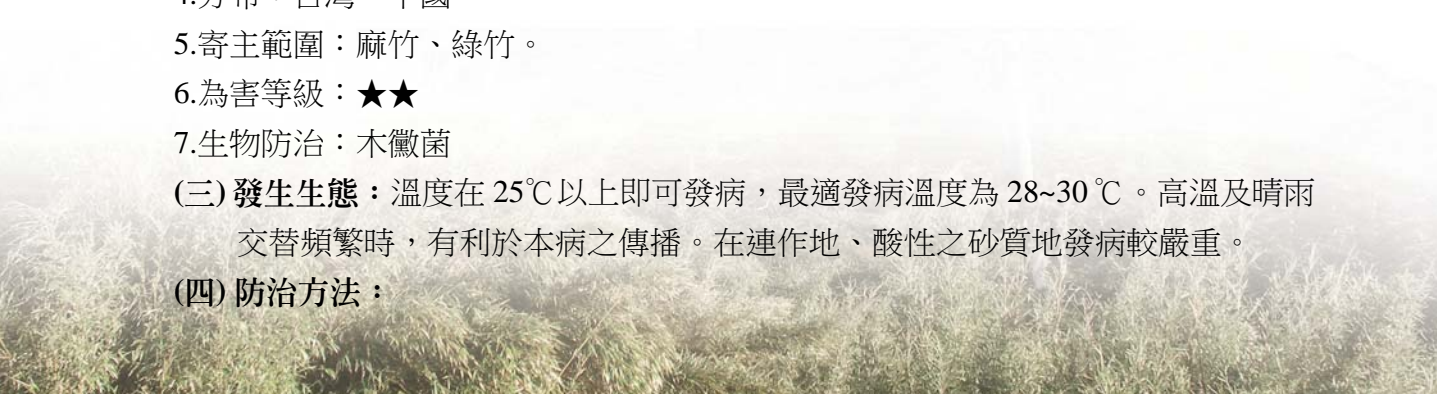 5.寄主範圍：麻竹、綠竹。
6.為害等級：★★
7.生物防治：木黴菌
(三) 發生生態：溫度在 25℃以上即可發病，最適發病溫度為 28~30 ℃。高溫及晴雨
交替頻繁時，有利於本病之傳播。在連作地、酸性之砂質地發病較嚴重。
(四) 防治方法：